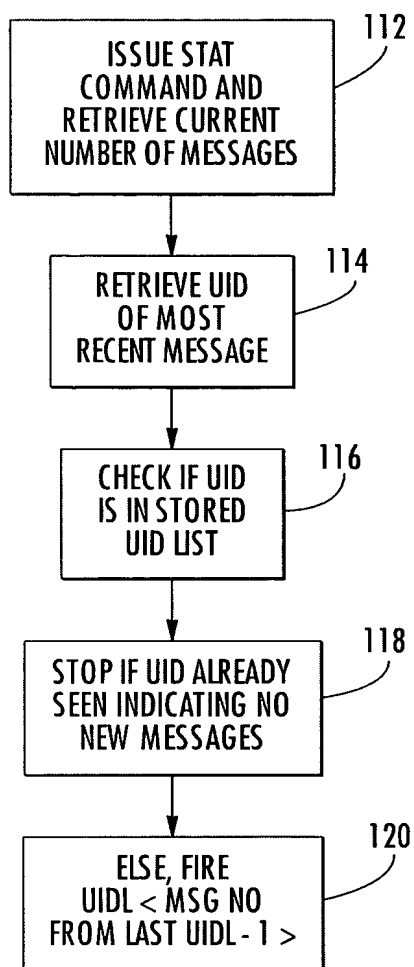 112
ISSUE STAT
COMMAND AND
RETRIEVE CURRENT
NUMBER OF MESSAGES
114
RETRIEVE UID
OF MOST
RECENT MESSAGE
116
CHECK IF UID
IS IN STORED
UID LIST
118
STOP IF UID ALREADY
SEEN INDICATING NO
NEW MESSAGES
120
ELSE, FIRE
UIDL < MSG NO
FROM LAST UIDL - 1 >